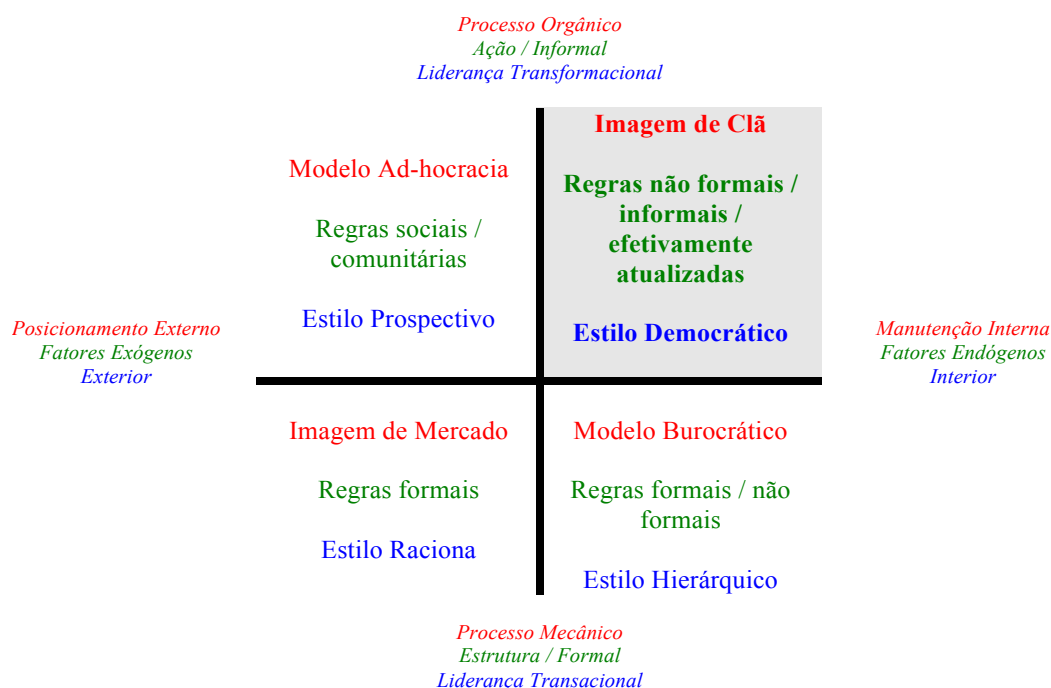 Processo Orgânico
Ação / Informal
Liderança Transformacional
Imagem de Clã
Regras não formais /
informais /
efetivamente
atualizadas
Estilo Democrático
Modelo Ad-hocracia
Regras sociais /
comunitárias
Estilo Prospectivo
Posicionamento Externo
Fatores Exógenos
Exterior
Manutenção Interna
Fatores Endógenos
Interior
Imagem de Mercado
Regras formais
Estilo Raciona
Modelo Burocrático
Regras formais / não
formais
Estilo Hierárquico
Processo Mecânico
Estrutura / Formal
Liderança Transacional